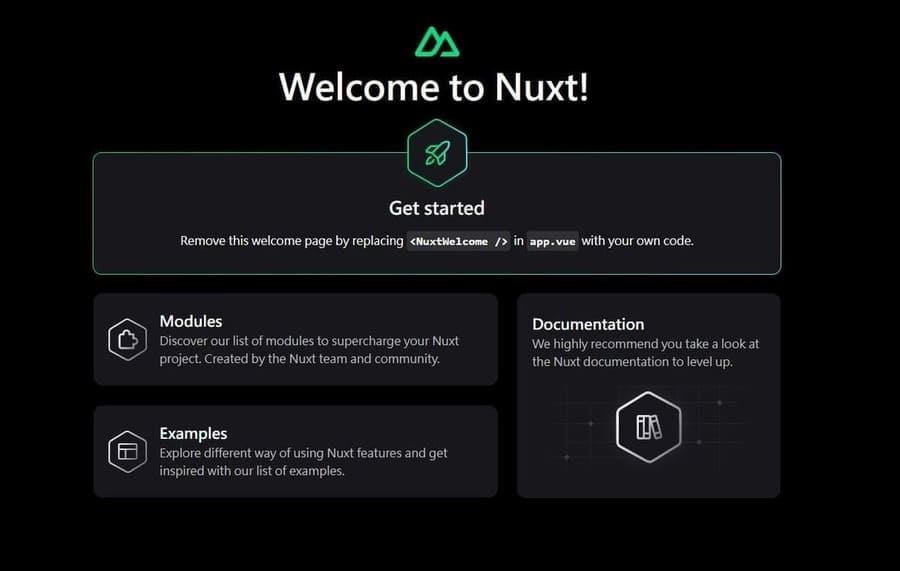 Welcome to Nuxt!
Get started
Remove this welcome page by replacing <NuxtWelcome /> in app.vue with your own code.
Modules
Discover our list of modules to supercharge your Nuxt
project. Created by the Nuxt team and community.
Examples
Explore different way of using Nuxt features and get
inspired with our list of examples.
Documentation
We highly recommend you take a look at
the Nuxt documentation to level up.